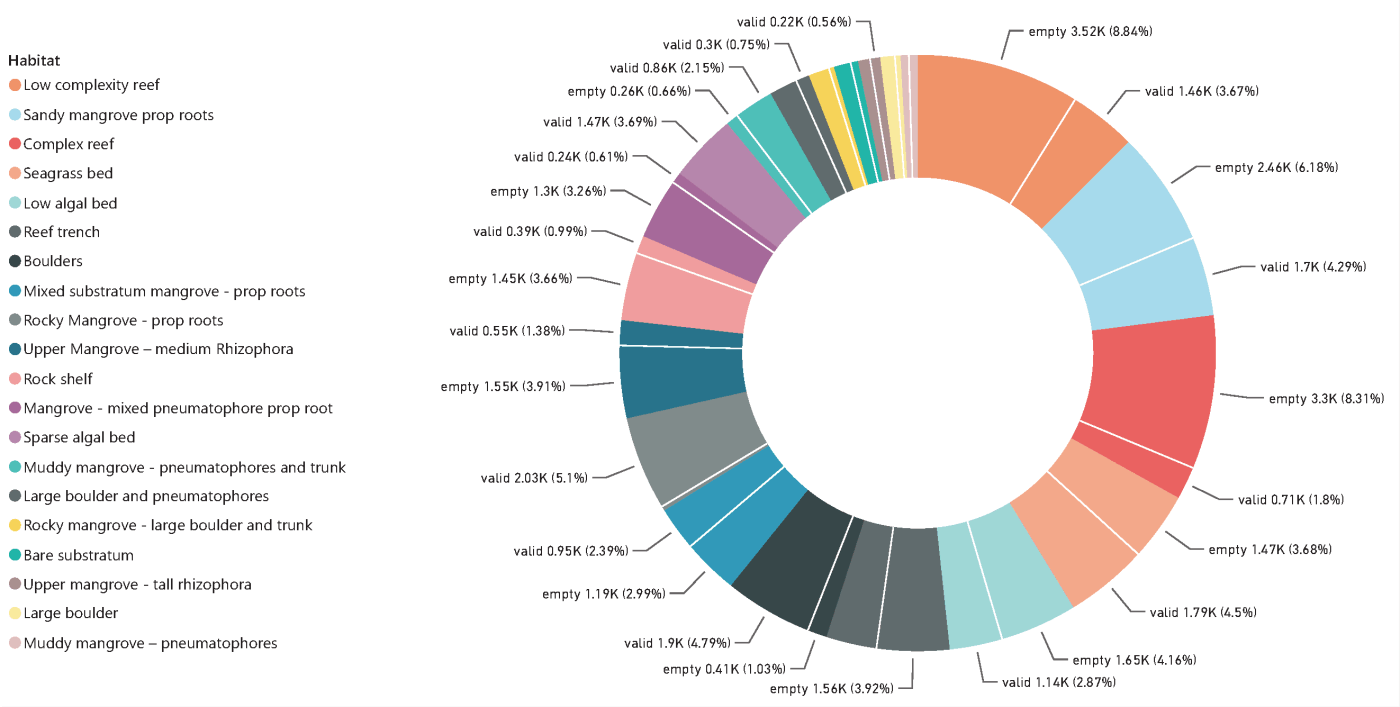 Habitat
Low complexity reef
Sandy mangrove prop roots
Complex reef
Seagrass bed
Low algal bed
Reef trench
Boulders
Mixed substratum mangrove - prop roots
Rocky Mangrove - prop roots
Upper Mangrove – medium Rhizophora
Rock shelf
Mangrove - mixed pneumatophore prop root
Sparse algal bed
Muddy mangrove - pneumatophores and trunk
Large boulder and pneumatophores
Rocky mangrove - large boulder and trunk
Bare substratum
Upper mangrove - tall rhizophora
Large boulder
Muddy mangrove – pneumatophores
empty 3.52K (8.84%)
valid 1.46K (3.67%)
empty 2.46K (6.18%)
valid 1.7K (4.29%)
empty 3.3K (8.31%)
valid 0.71K (1.8%)
empty 1.47K (3.68%)
valid 1.79K (4.5%)
empty 1.65K (4.16%)
valid 1.14K (2.87%)
empty 1.56K (3.92%)
empty 0.41K (1.03%)
valid 1.9K (4.79%)
empty 1.19K (2.99%)
valid 0.95K (2.39%)
valid 2.03K (5.1%)
empty 1.55K (3.91%)
valid 0.55K (1.38%)
empty 1.45K (3.66%)
valid 0.39K (0.99%)
empty 1.3K (3.26%)
valid 0.24K (0.61%)
valid 1.47K (3.69%)
empty 0.26K (0.66%)
valid 0.86K (2.15%)
valid 0.3K (0.75%)
valid 0.22K (0.56%)